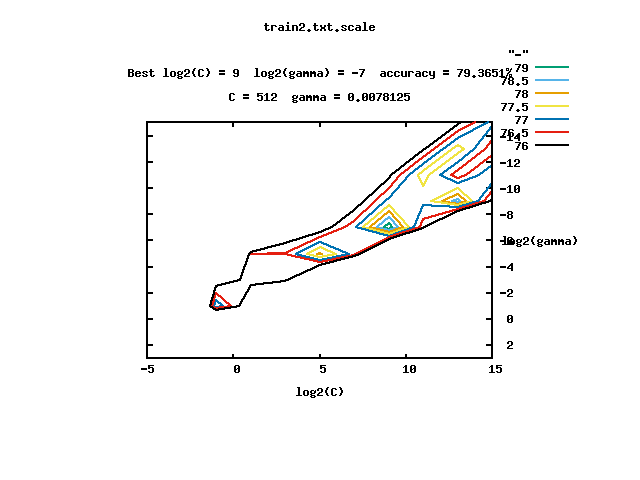 train2.txt.scale
"-"
Best log2(C) = 9  log2(gamma) = -7  accuracy = 79.3651%
79
78.5
C = 512  gamma = 0.0078125
78
77.5
77
76.5
76
-14
-12
-10
-8
-6
log2(gamma)
-4
-2
0
2
-5 0 5 10 15
log2(C)